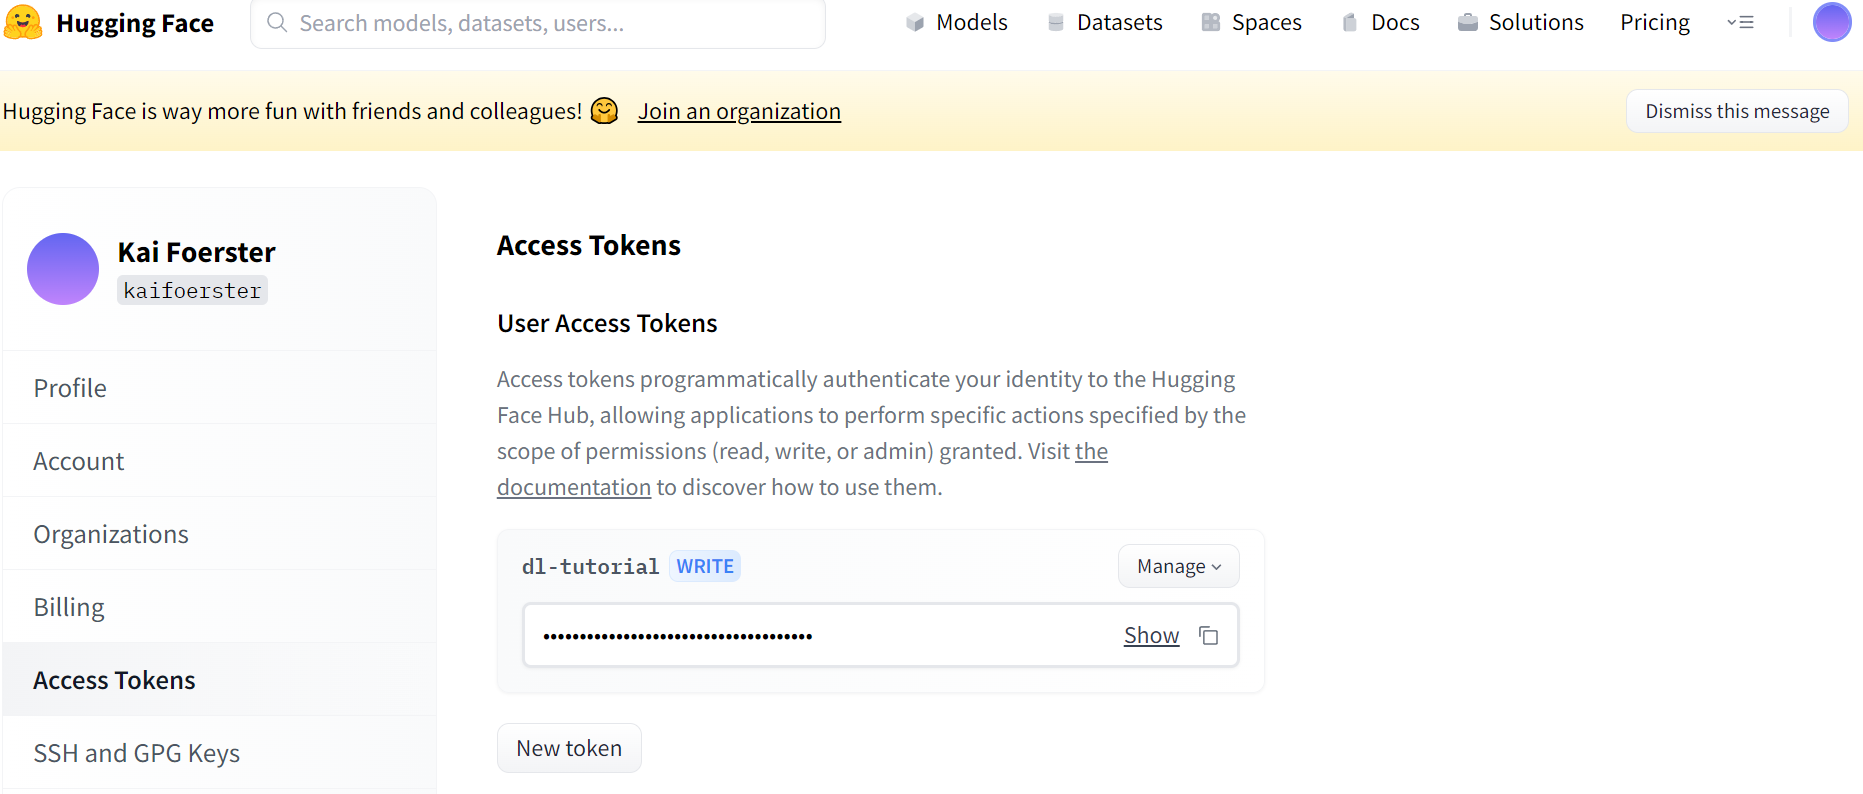 Hugging Face
Search models, datasets, users...
Models
Datasets
Spaces
Docs
Solutions
Pricing
Hugging Face is way more fun with friends and colleagues! 🤗 Join an organization
Dismiss this message
Kai Foerster
kaifoerster
Profile
Account
Organizations
Billing
Access Tokens
SSH and GPG Keys
Access Tokens
User Access Tokens
Access tokens programmatically authenticate your identity to the Hugging
Face Hub, allowing applications to perform specific actions specified by the
scope of permissions (read, write, or admin) granted. Visit the
documentation to discover how to use them.
dl-tutorial WRITE
Manage
•••••••••••••••••••••••••••••••••••••
Show
New token